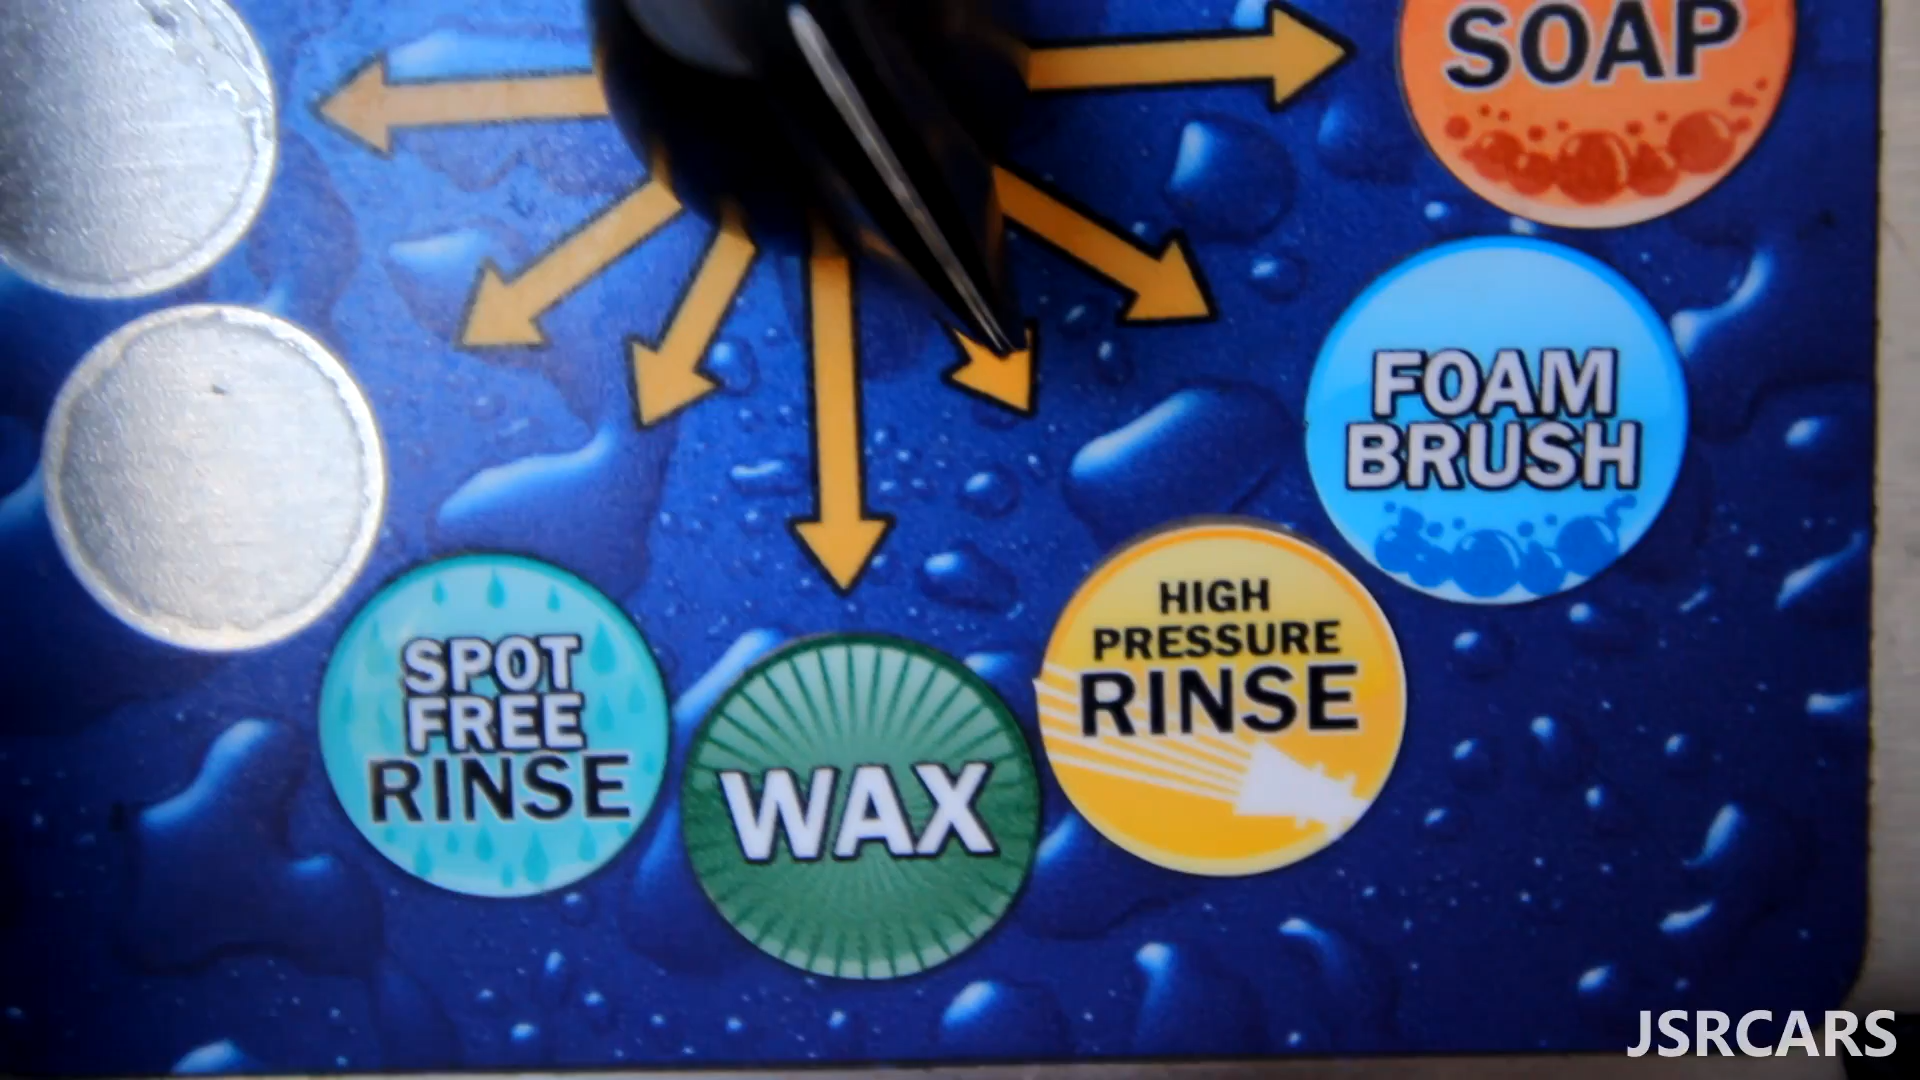 SOAP
FOAM
BRUSH
HIGH
PRESSURE
RINSE
WAX
SPOT
FREE
RINSE
JSRCARS